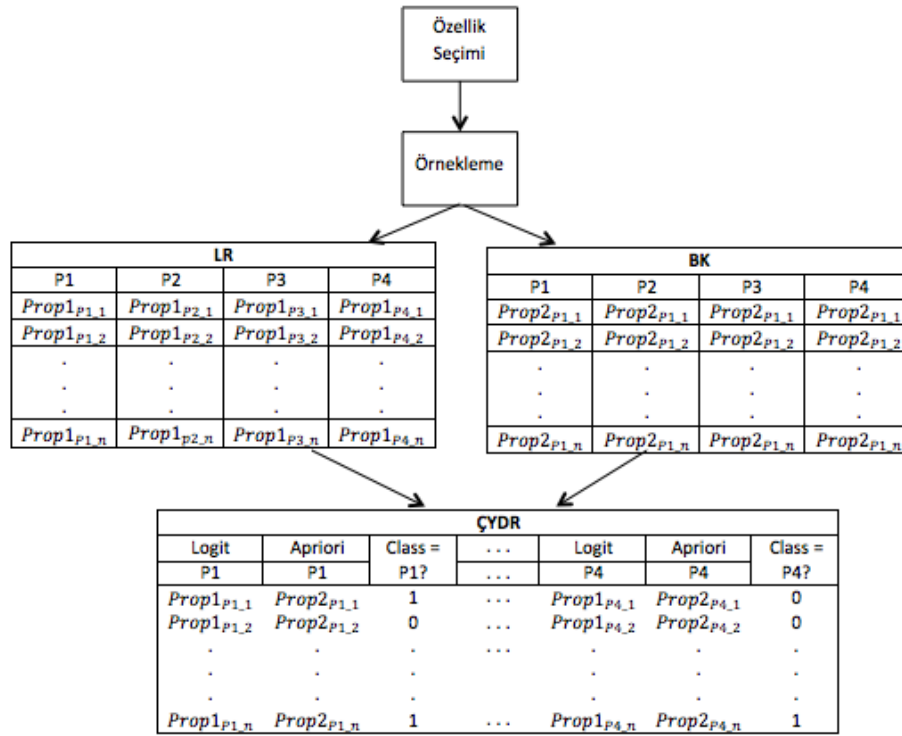 Özellik
Seçimi
Örnekleme
LR
P1 P2 P3 P4
Prop1P1_1 Prop1P2_1 Prop1P3_1 Prop1P4_1
Prop1P1_2 Prop1P2_2 Prop1P3_2 Prop1P4_2
. . . .
. . . .
. . . .
Prop1P1_n Prop1p2_n Prop1P3_n Prop1P4_n
BK
P1 P2 P3 P4
Prop2P1_1 Prop2P1_1 Prop2P1_1 Prop2P1_1
Prop2P1_2 Prop2P1_2 Prop2P1_2 Prop2P1_2
. . . .
. . . .
. . . .
Prop2P1_n Prop2P1_n Prop2P1_n Prop2P1_n
ÇYDR
Logit Apriori Class = ... Logit Apriori Class =
P1 P1 P1? ... P4 P4 P4?
Prop1P1_1 Prop2P1_1 1 ... Prop1P4_1 Prop2P4_1 0
Prop1P1_2 Prop2P1_2 0 ... Prop1P4_2 Prop2P4_2 0
. . . ... . . .
. . . . . .
. . . . . .
Prop1P1_n Prop2P1_n 1 ... Prop1P4_n Prop2P4_n 1